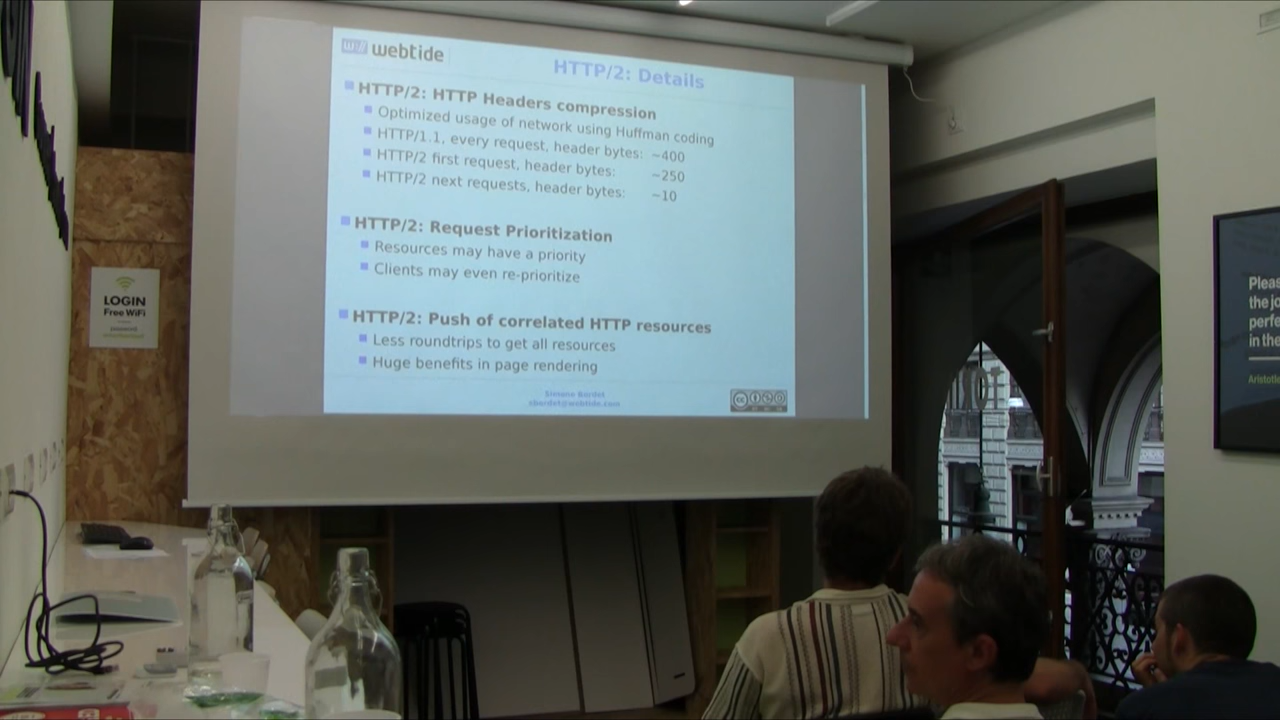 webtide
HTTP/2: Details
HTTP/2: HTTP Headers compression
Optimized usage of network using Huffman coding
HTTP/1.1, every request, header bytes: ~400
HTTP/2 first request, header bytes: ~250
HTTP/2 next requests, header bytes: ~10
HTTP/2: Request Prioritization
Resources may have a priority
Clients may even re-prioritize
HTTP/2: Push of correlated HTTP resources
Less roundtrips to get all resources
Huge benefits in page rendering
Simone Bordet
sbordet@webtide.com
cc
LOGIN
Free WiFi
Pleas
the jo
perfe
in the
Aristotl